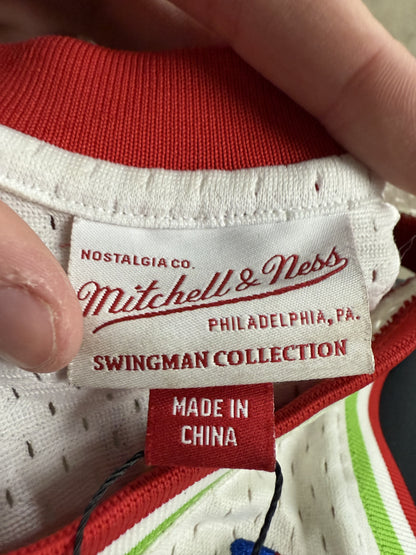 NOSTALGIA CO.
Mitchell & Ness
PHILADELPHIA, PA.
SWINGMAN COLLECTION
MADE IN
CHINA